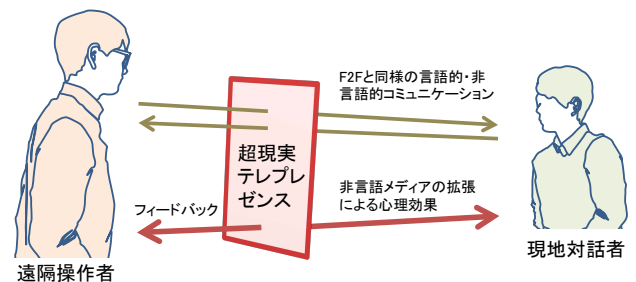 F2Fと同様の言語的・非
言語的コミュニケーション
超現実
テレプレ
ゼンス
フィードバック
非言語メディアの拡張
による心理効果
遠隔操作者
現地対話者